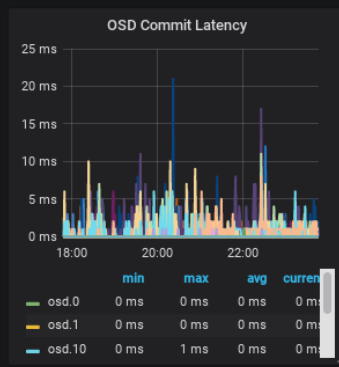 OSD Commit Latency
25 ms
20 ms
15 ms
10 ms
5 ms
0 ms
18:00 20:00 22:00
min max avg curren
osd.0 0 ms 0 ms 0 ms 0 ms
osd.1 0 ms 0 ms 0 ms 0 ms
osd.10 0 ms 1 ms 0 ms 0 ms